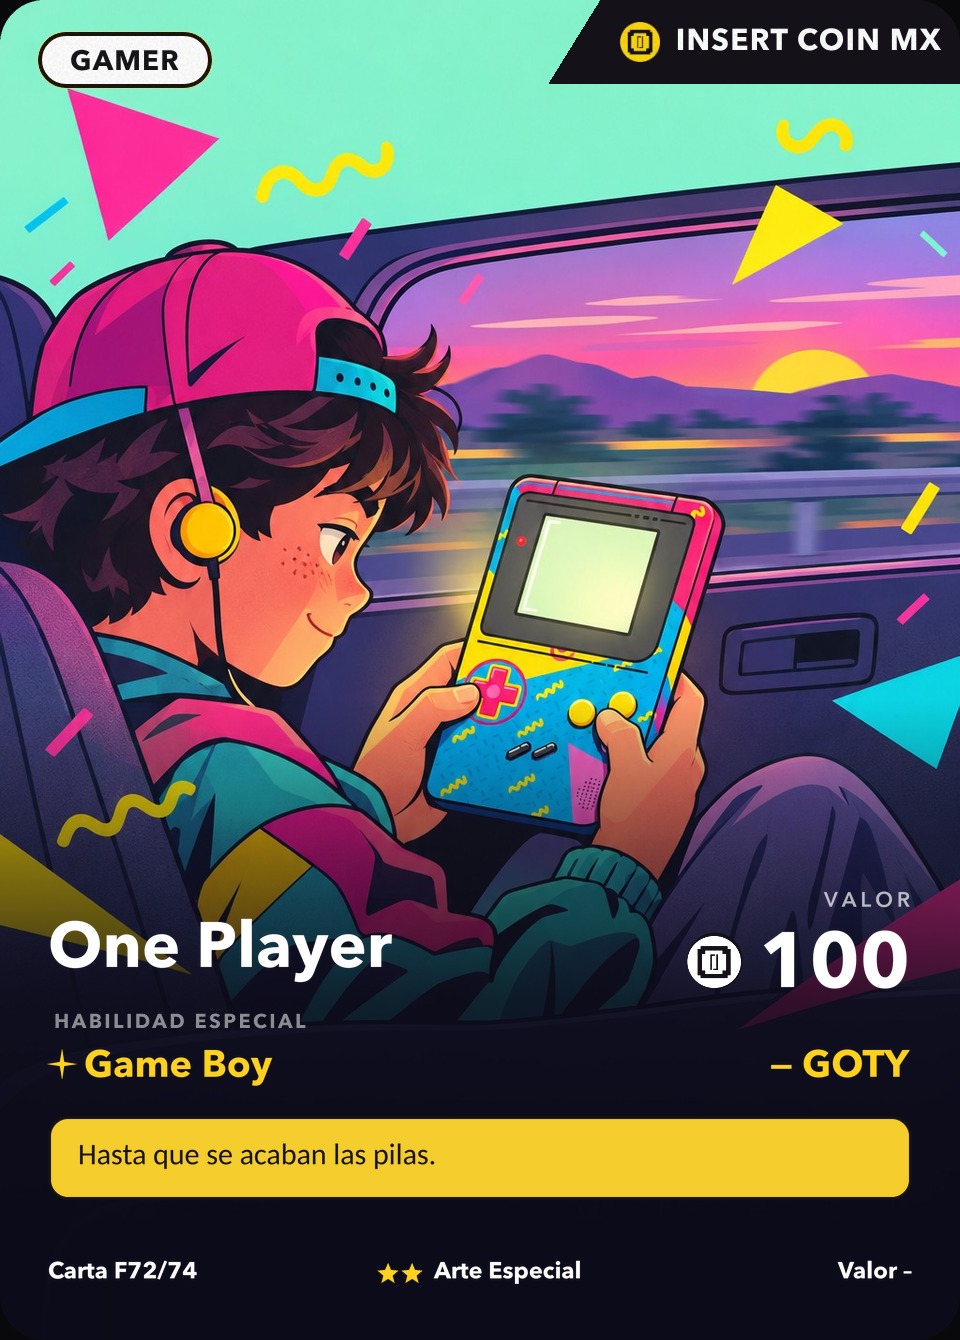 GAMER
INSERT COIN MX
VALOR
One Player
100
HABILIDAD ESPECIAL
Game Boy
– GOTY
Hasta que se acaban las pilas.
Carta F72/74
★★ Arte Especial
Valor –